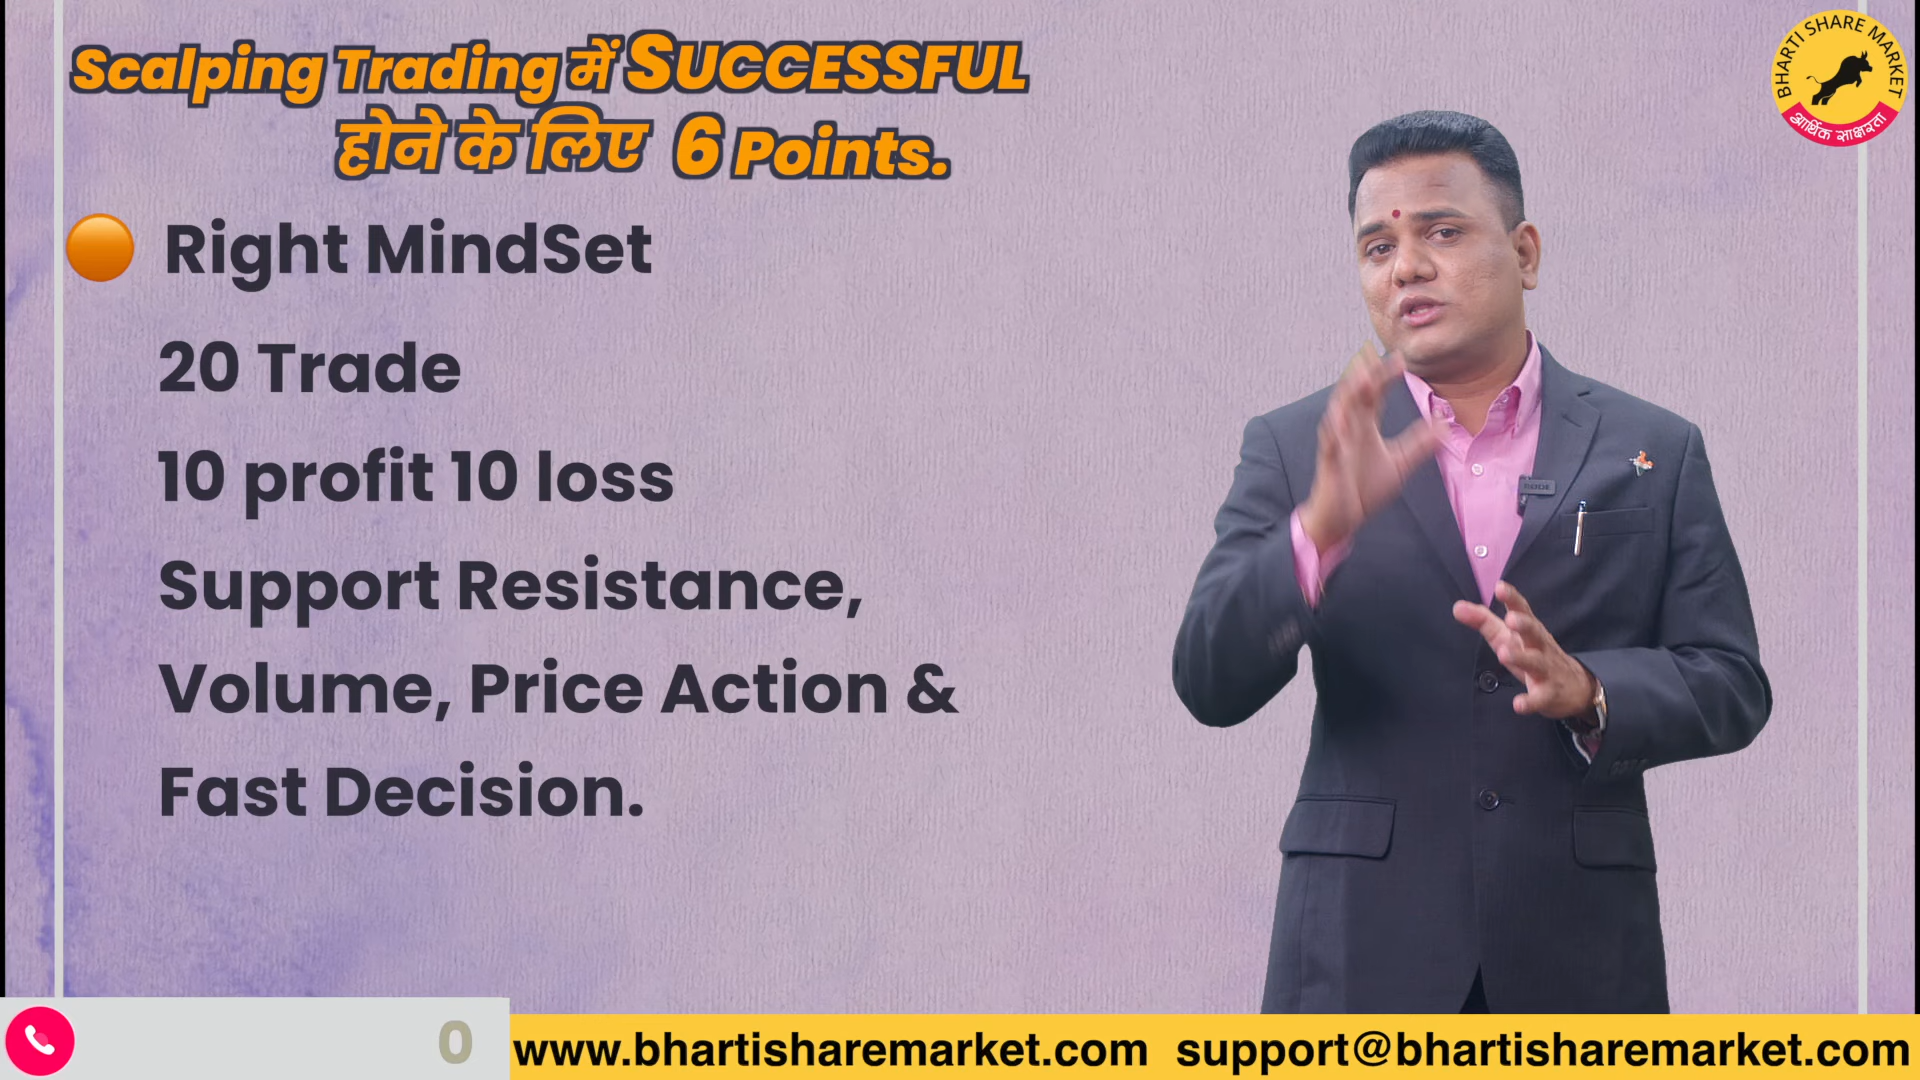 Scalping Trading में SUCCESSFUL
होने के लिए 6 Points.
BHARTI SHARE MARKET
आर्थिक साक्षरता
Right MindSet
20 Trade
10 profit 10 loss
Support Resistance,
Volume, Price Action &
Fast Decision.
0
www.bhartisharemarket.com support@bhartisharemarket.com